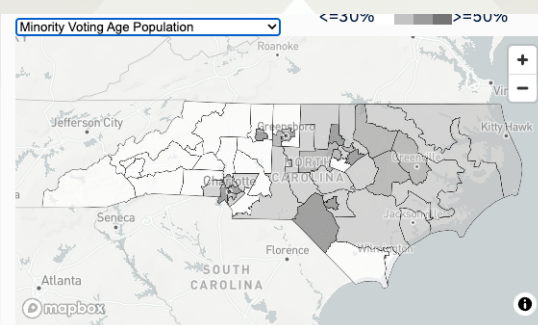 Minority Voting Age Population
<=30%
>=50%
Roanoke
+
−
Jefferson City
Greensboro
Kitty Hawk
NORTH
CAROLINA
Greenville
Charlotte
Jacksonville
Seneca
Florence
Wilmington
SOUTH
CAROLINA
Atlanta
mapbox
i